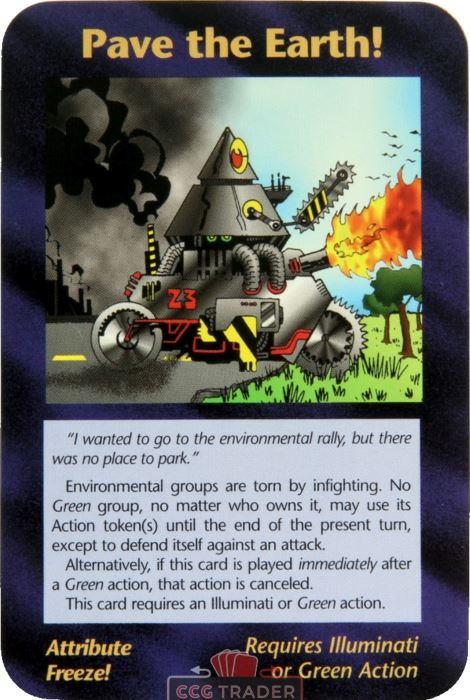 Pave the Earth!
23
"I wanted to go to the environmental rally, but there
was no place to park."
Environmental groups are torn by infighting. No
Green group, no matter who owns it, may use its
Action token(s) until the end of the present turn,
except to defend itself against an attack.
Alternatively, if this card is played immediately after
a Green action, that action is canceled.
This card requires an Illuminati or Green action.
Attribute
Freeze!
Requires Illuminati
or Green Action
CCG TRADER